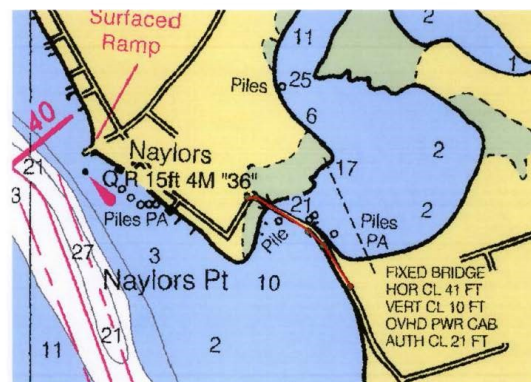 Surfaced
Ramp
2
11
1
25
Piles
6
40
Naylors
17
2
21
Q R 15ft 4M "36"
3
21
2
Piles PA
Pile
Piles
PA
27
3
Naylors Pt
10
FIXED BRIDGE
HOR CL 41 FT
VERT CL 10 FT
OVHD PWR CAB
AUTH CL 21 FT
21
11
2